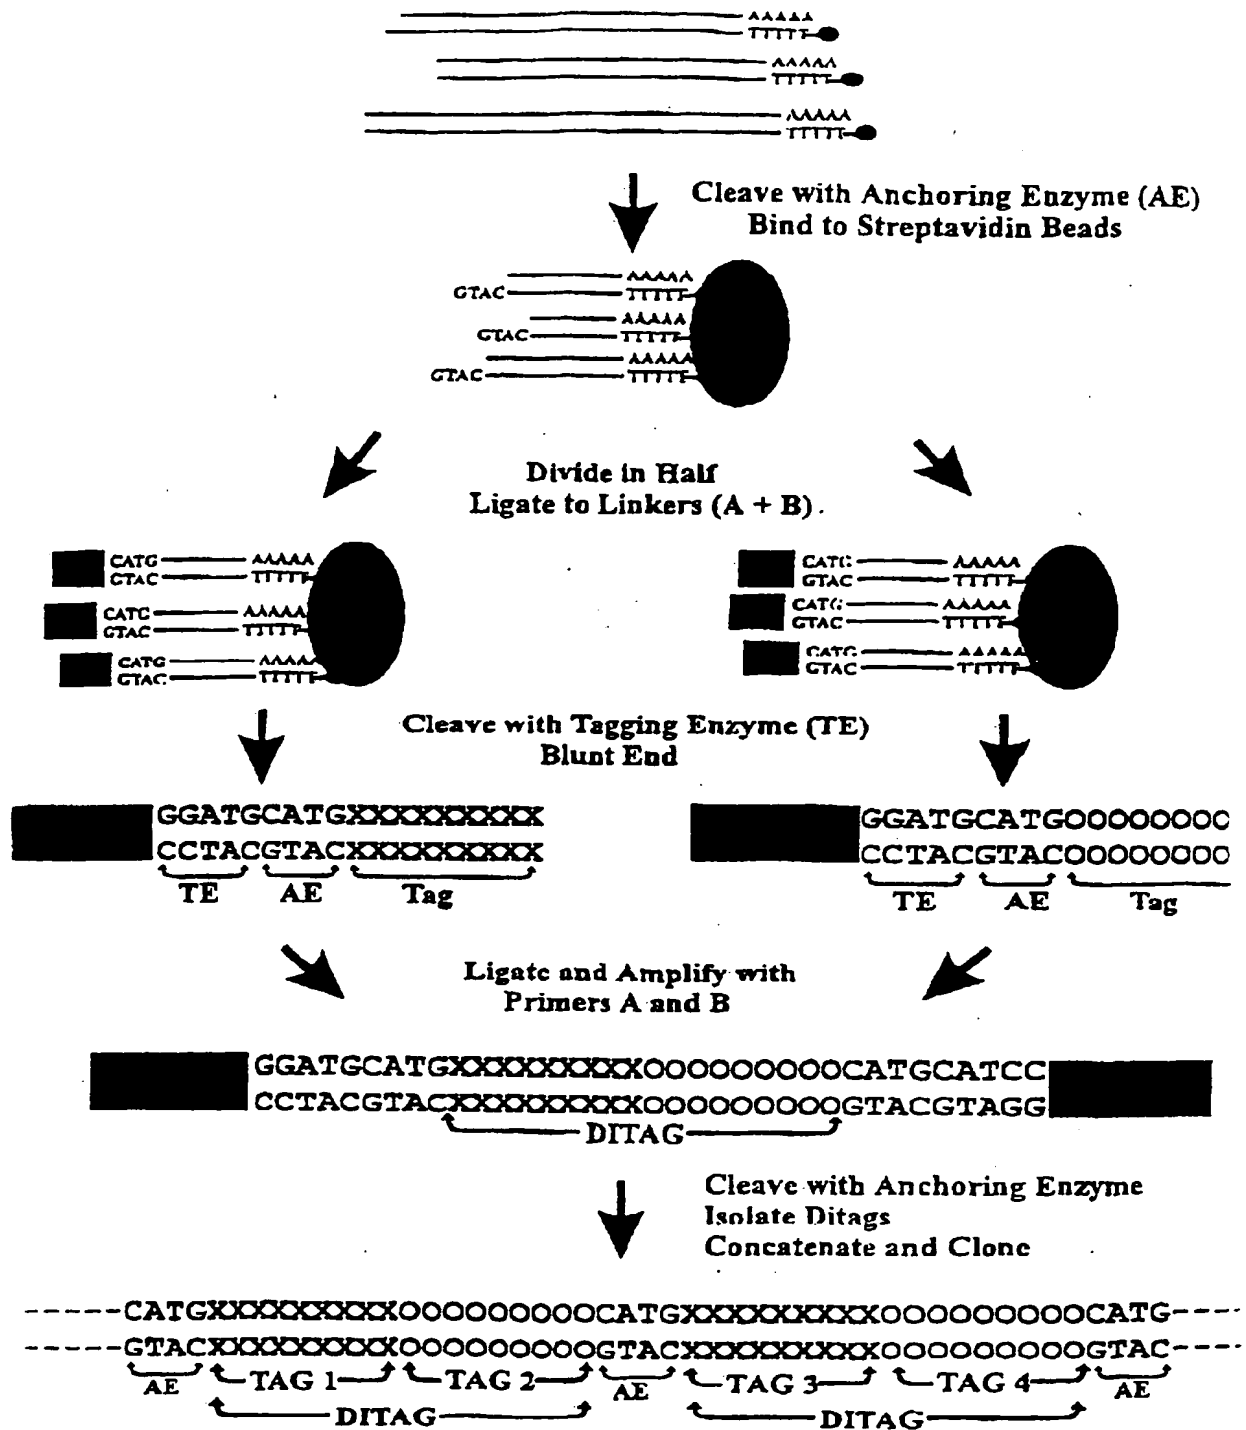 AAAAA
TTTTT
AAAAA
TTTTT
AAAAA
TTTTT
Cleave with Anchoring Enzyme (AE)
Bind to Streptavidin Beads
AAAAA
GTAC TTTTT
AAAAA
GTAC TTTTT
AAAAA
GTAC TTTTT
Divide in Half
Ligate to Linkers (A + B)
CATG AAAAA
GTAC TTTTT
CATG AAAAA
GTAC TTTTT
CATG AAAAA
GTAC TTTTT
CATG AAAAA
GTAC TTTTT
CATG AAAAA
GTAC TTTTT
CATG AAAAA
GTAC TTTTT
Cleave with Tagging Enzyme (TE)
Blunt End
GGATGCATGXXXXXXXXX
CCTACGTACXXXXXXXXX
TE AE Tag
GGATGCATGOOOOOOOO
CCTACGTACOOOOOOOO
TE AE Tag
Ligate and Amplify with
Primers A and B
GGATGCATGXXXXXXXXXOOOOOOOOOCATGCATCC
CCTACGTACXXXXXXXXXOOOOOOOOOGTACGTAGG
DITAG
Cleave with Anchoring Enzyme
Isolate Ditags
Concatenate and Clone
-----CATGXXXXXXXXXOOOOOOOOOCATGXXXXXXXXXOOOOOOOOOCATG----
-----GTACXXXXXXXXXOOOOOOOOOGTACXXXXXXXXXOOOOOOOOOGTAC----
AE TAG 1 TAG 2 AE TAG 3 TAG 4 AE
DITAG DITAG